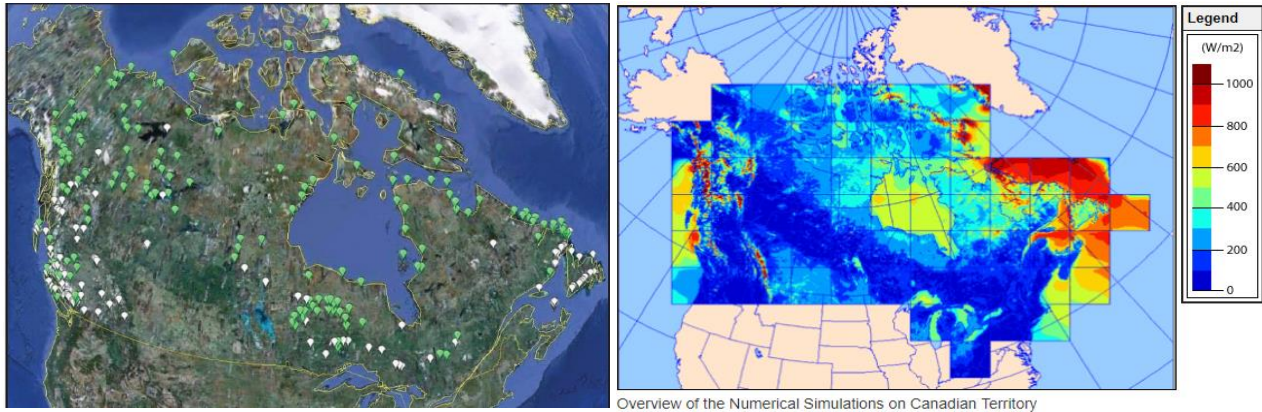 Legend
(W/m2)
1000
800
600
400
200
0
Overview of the Numerical Simulations on Canadian Territory